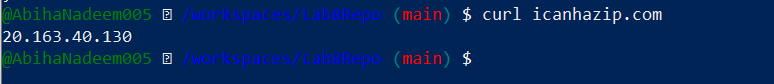 @AbihaNadeem005 /workspaces/Lab8Repo (main) $ curl icanhazip.com
20.163.40.130
@AbihaNadeem005 /workspaces/Lab8Repo (main) $